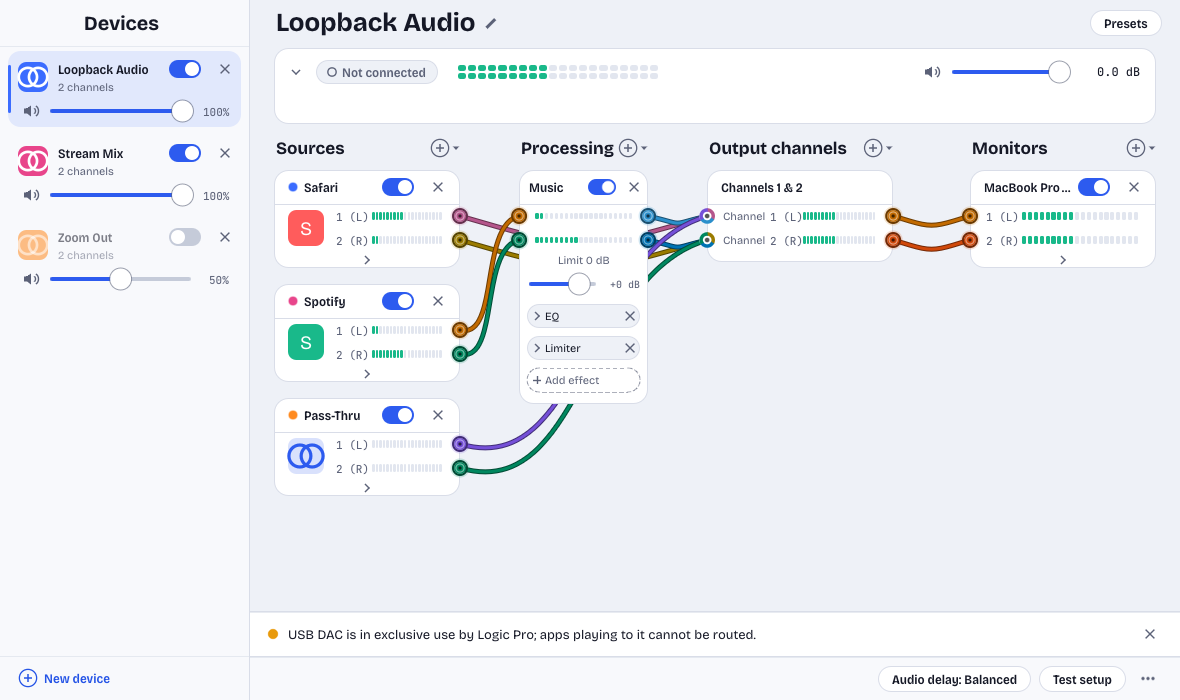 Devices
Loopback Audio
2 channels
100%
Stream Mix
2 channels
100%
Zoom Out
2 channels
50%
New device
Loopback Audio
Presets
Not connected
0.0 dB
Sources
Processing
Output channels
Monitors
Safari
S
1 (L)
2 (R)
Spotify
S
1 (L)
2 (R)
Pass-Thru
1 (L)
2 (R)
Music
Limit 0 dB
+0 dB
EQ
Limiter
Add effect
Channels 1 & 2
Channel 1 (L)
Channel 2 (R)
MacBook Pro...
1 (L)
2 (R)
USB DAC is in exclusive use by Logic Pro; apps playing to it cannot be routed.
Audio delay: Balanced
Test setup